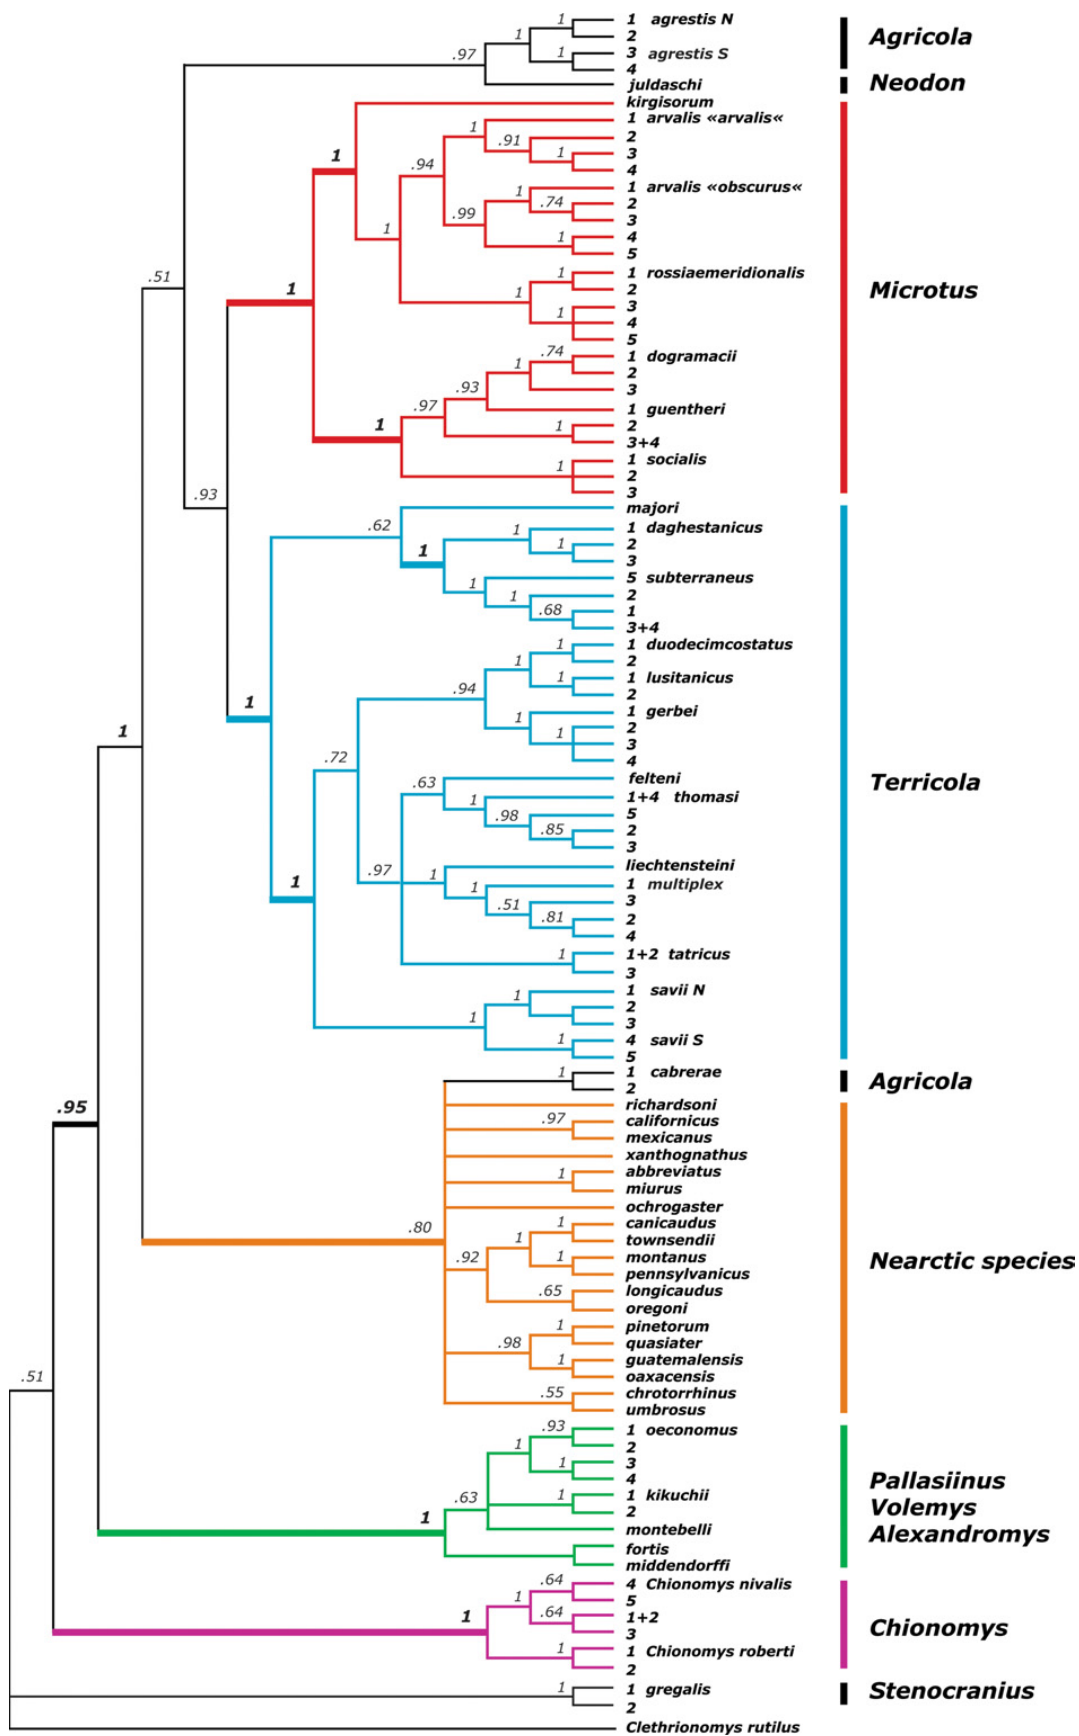 1 agrestis N
2
3 agrestis S
4
juldaschi
kirgisorum
1 arvalis «arvalis«
2
3
4
1 arvalis «obscurus«
2
3
4
5
1 rossiaemeridionalis
2
3
4
5
1 dogramacii
2
3
1 guentheri
2
3+4
1 socialis
2
3
majori
1 daghestanicus
2
3
5 subterraneus
2
1
3+4
1 duodecimcostatus
2
1 lusitanicus
2
1 gerbei
2
3
4
felteni
1+4 thomasi
5
2
3
liechtensteini
1 multiplex
3
2
4
1+2 tatricus
3
1 savii N
2
3
4 savii S
5
1 cabrerae
2
richardsoni
californicus
mexicanus
xanthognathus
abbreviatus
miurus
ochrogaster
canicaudus
townsendii
montanus
pennsylvanicus
longicaudus
oregoni
pinetorum
quasiater
guatemalensis
oaxacensis
chrotorrhinus
umbrosus
1 oeconomus
2
3
4
1 kikuchii
2
montebelli
fortis
middendorffi
4 Chionomys nivalis
5
1+2
3
1 Chionomys roberti
2
1 gregalis
2
Clethrionomys rutilus
Agricola
Neodon
Microtus
Terricola
Agricola
Nearctic species
Pallasiinus
Volemys
Alexandromys
Chionomys
Stenocranius
1
1
1
.97
1
.91
1
1
.94
1
1
.74
.99
1
1
.51
1
1
1
1
.74
1
.93
.97
1
1
1
.93
.62
1
1
1
1
1
.68
1
1
1
.94
1
1
1
1
.72
.63
1
.98
.85
.97
1
1
1
.51
.81
1
1
1
1
1
1
.97
.95
1
1
.80
1
.92
1
.65
1
.98
1
.55
.51
.93
1
1
1
.63
1
.64
1
.64
1
1
1